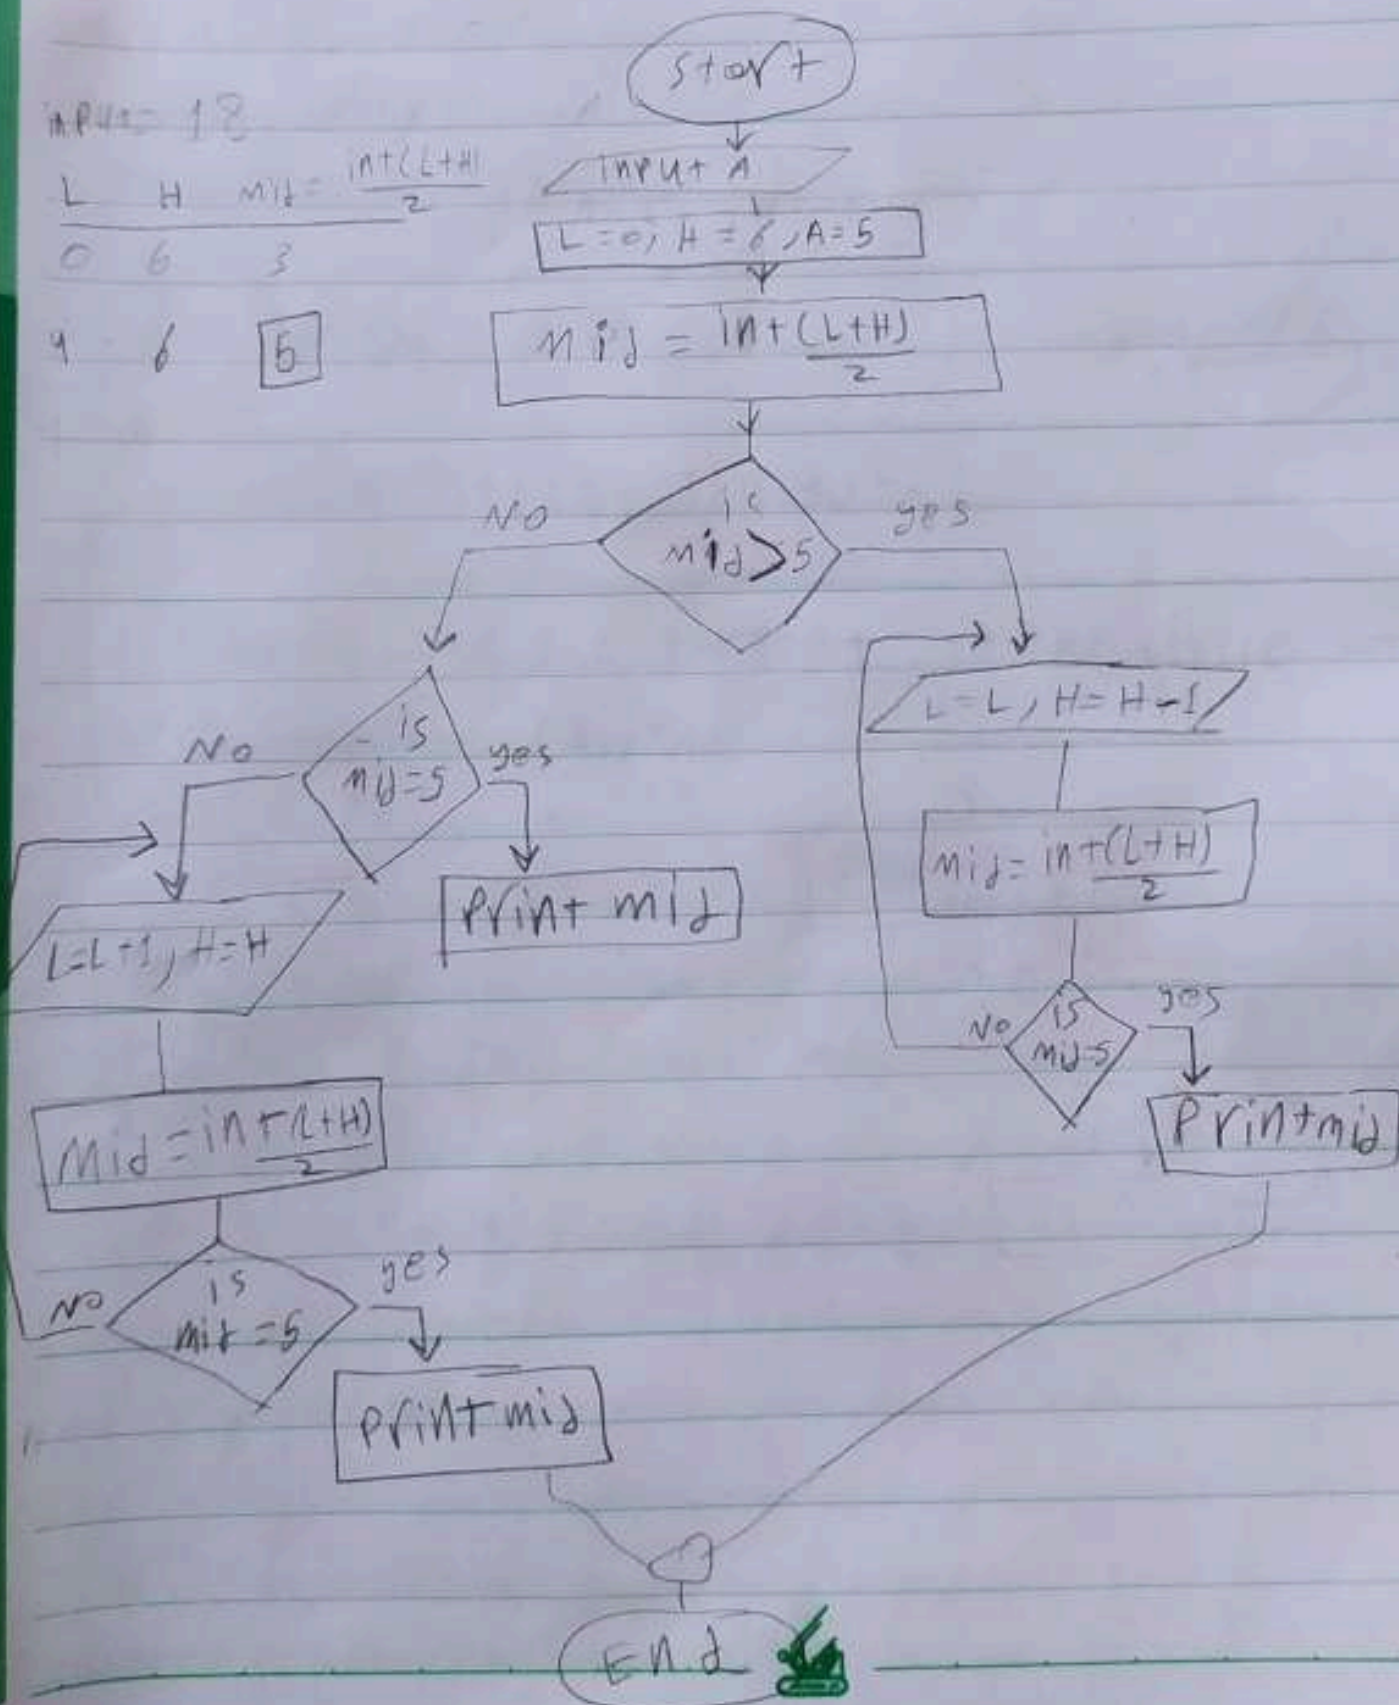 start
input = 18
input A
L H mid = int(L+H)
2
L=0, H=6, A=5
0 6 3
mid = int(L+H)
2
4 6 5
is
mid>5
No
yes
is
mid=5
No
yes
L=L, H=H-1
print mid
mid=int(L+H)
2
L=L+1, H=H
is
mid=5
No
yes
mid=int(L+H)
2
print mid
is
mid=5
No
yes
print mid
End